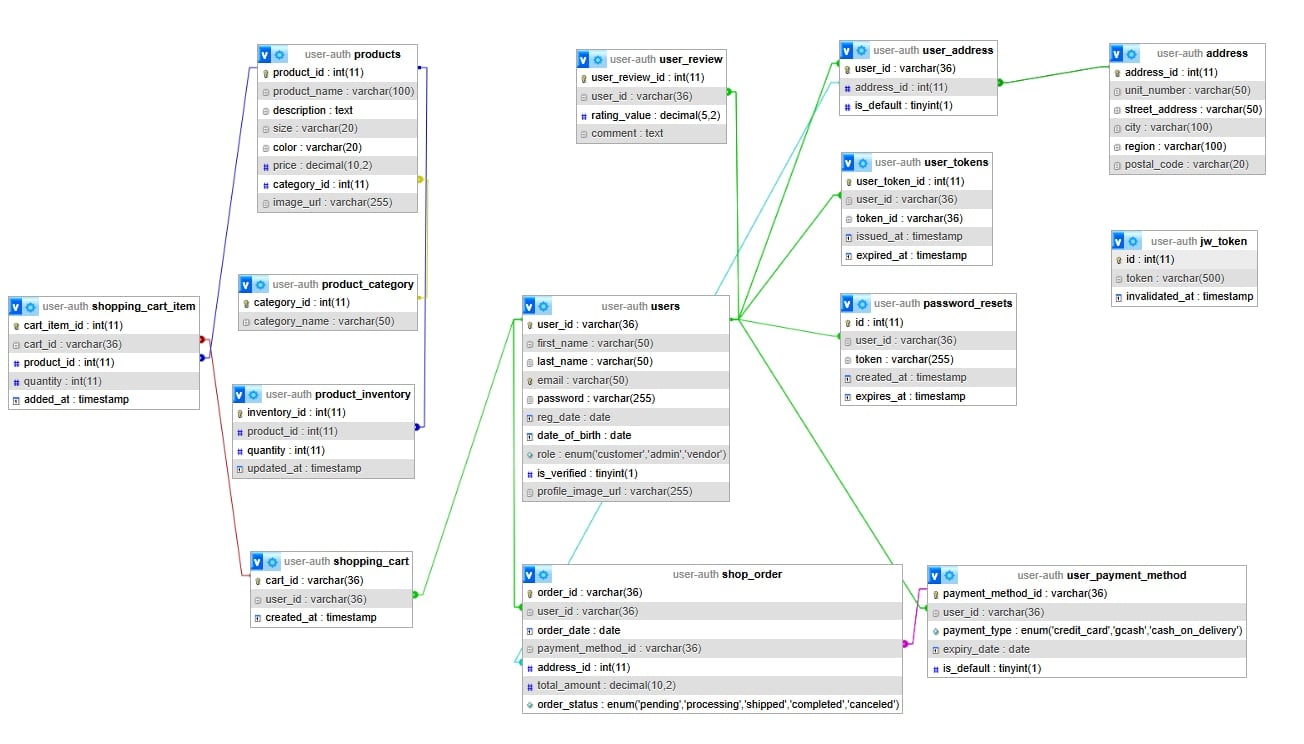 user-auth products
product_id : int(11)
product_name : varchar(100)
description : text
size : varchar(20)
color : varchar(20)
price : decimal(10,2)
category_id : int(11)
image_url : varchar(255)
user-auth user_review
user_review_id : int(11)
user_id : varchar(36)
rating_value : decimal(5,2)
comment : text
user-auth user_address
user_id : varchar(36)
address_id : int(11)
is_default : tinyint(1)
user-auth address
address_id : int(11)
unit_number : varchar(50)
street_address : varchar(50)
city : varchar(100)
region : varchar(100)
postal_code : varchar(20)
user-auth user_tokens
user_token_id : int(11)
user_id : varchar(36)
token_id : varchar(36)
issued_at : timestamp
expired_at : timestamp
user-auth jw_token
id : int(11)
token : varchar(500)
invalidated_at : timestamp
user-auth product_category
category_id : int(11)
category_name : varchar(50)
user-auth shopping_cart_item
cart_item_id : int(11)
cart_id : varchar(36)
product_id : int(11)
quantity : int(11)
added_at : timestamp
user-auth users
user_id : varchar(36)
first_name : varchar(50)
last_name : varchar(50)
email : varchar(50)
password : varchar(255)
reg_date : date
date_of_birth : date
role : enum('customer','admin','vendor')
is_verified : tinyint(1)
profile_image_url : varchar(255)
user-auth password_resets
id : int(11)
user_id : varchar(36)
token : varchar(255)
created_at : timestamp
expires_at : timestamp
user-auth product_inventory
inventory_id : int(11)
product_id : int(11)
quantity : int(11)
updated_at : timestamp
user-auth shopping_cart
cart_id : varchar(36)
user_id : varchar(36)
created_at : timestamp
user-auth shop_order
order_id : varchar(36)
user_id : varchar(36)
order_date : date
payment_method_id : varchar(36)
address_id : int(11)
total_amount : decimal(10,2)
order_status : enum('pending','processing','shipped','completed','canceled')
user-auth user_payment_method
payment_method_id : varchar(36)
user_id : varchar(36)
payment_type : enum('credit_card','gcash','cash_on_delivery')
expiry_date : date
is_default : tinyint(1)